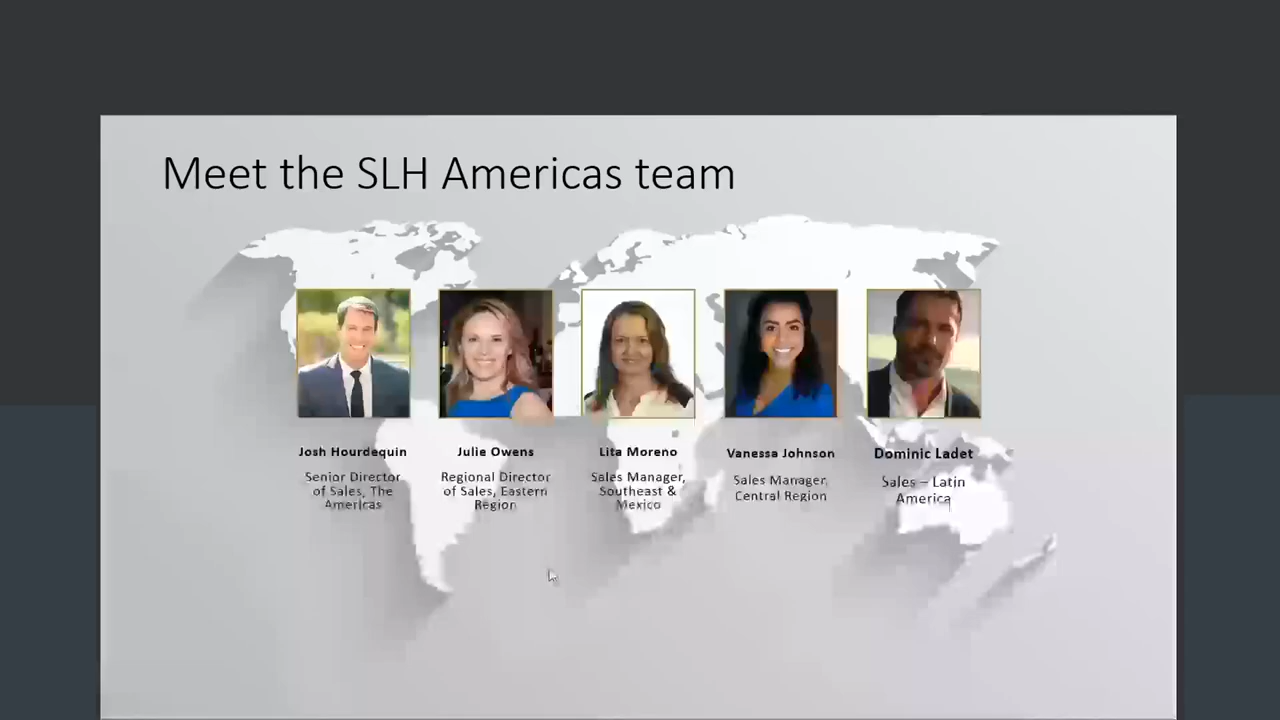 Meet the SLH Americas team
Josh Hourdequin
Senior Director
of Sales, The
Americas
Julie Owens
Regional Director
of Sales, Eastern
Region
Lita Moreno
Sales Manager,
Southeast &
Mexico
Vanessa Johnson
Sales Manager,
Central Region
Dominic Ladet
Sales – Latin
America